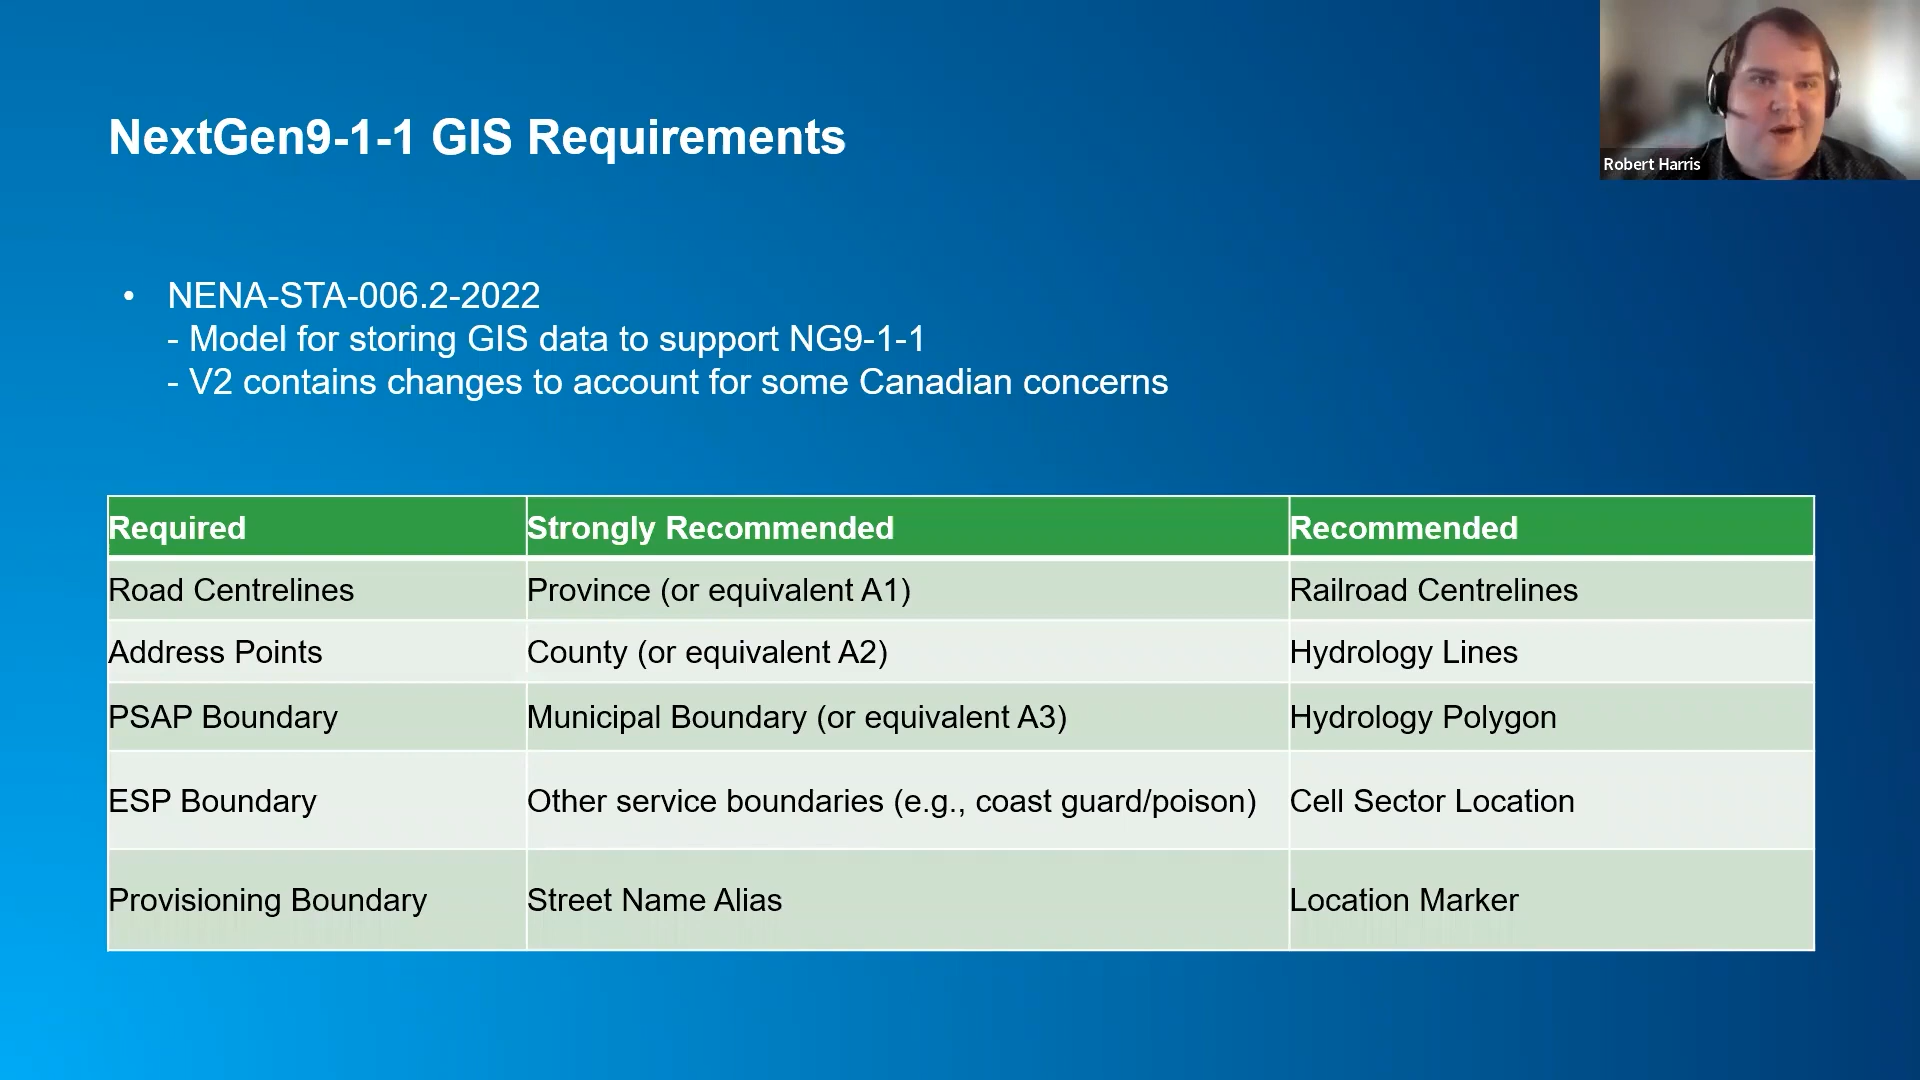 NextGen9-1-1 GIS Requirements
Robert Harris
• NENA-STA-006.2-2022
- Model for storing GIS data to support NG9-1-1
- V2 contains changes to account for some Canadian concerns
Required Strongly Recommended Recommended
Road Centrelines Province (or equivalent A1) Railroad Centrelines
Address Points County (or equivalent A2) Hydrology Lines
PSAP Boundary Municipal Boundary (or equivalent A3) Hydrology Polygon
ESP Boundary Other service boundaries (e.g., coast guard/poison) Cell Sector Location
Provisioning Boundary Street Name Alias Location Marker